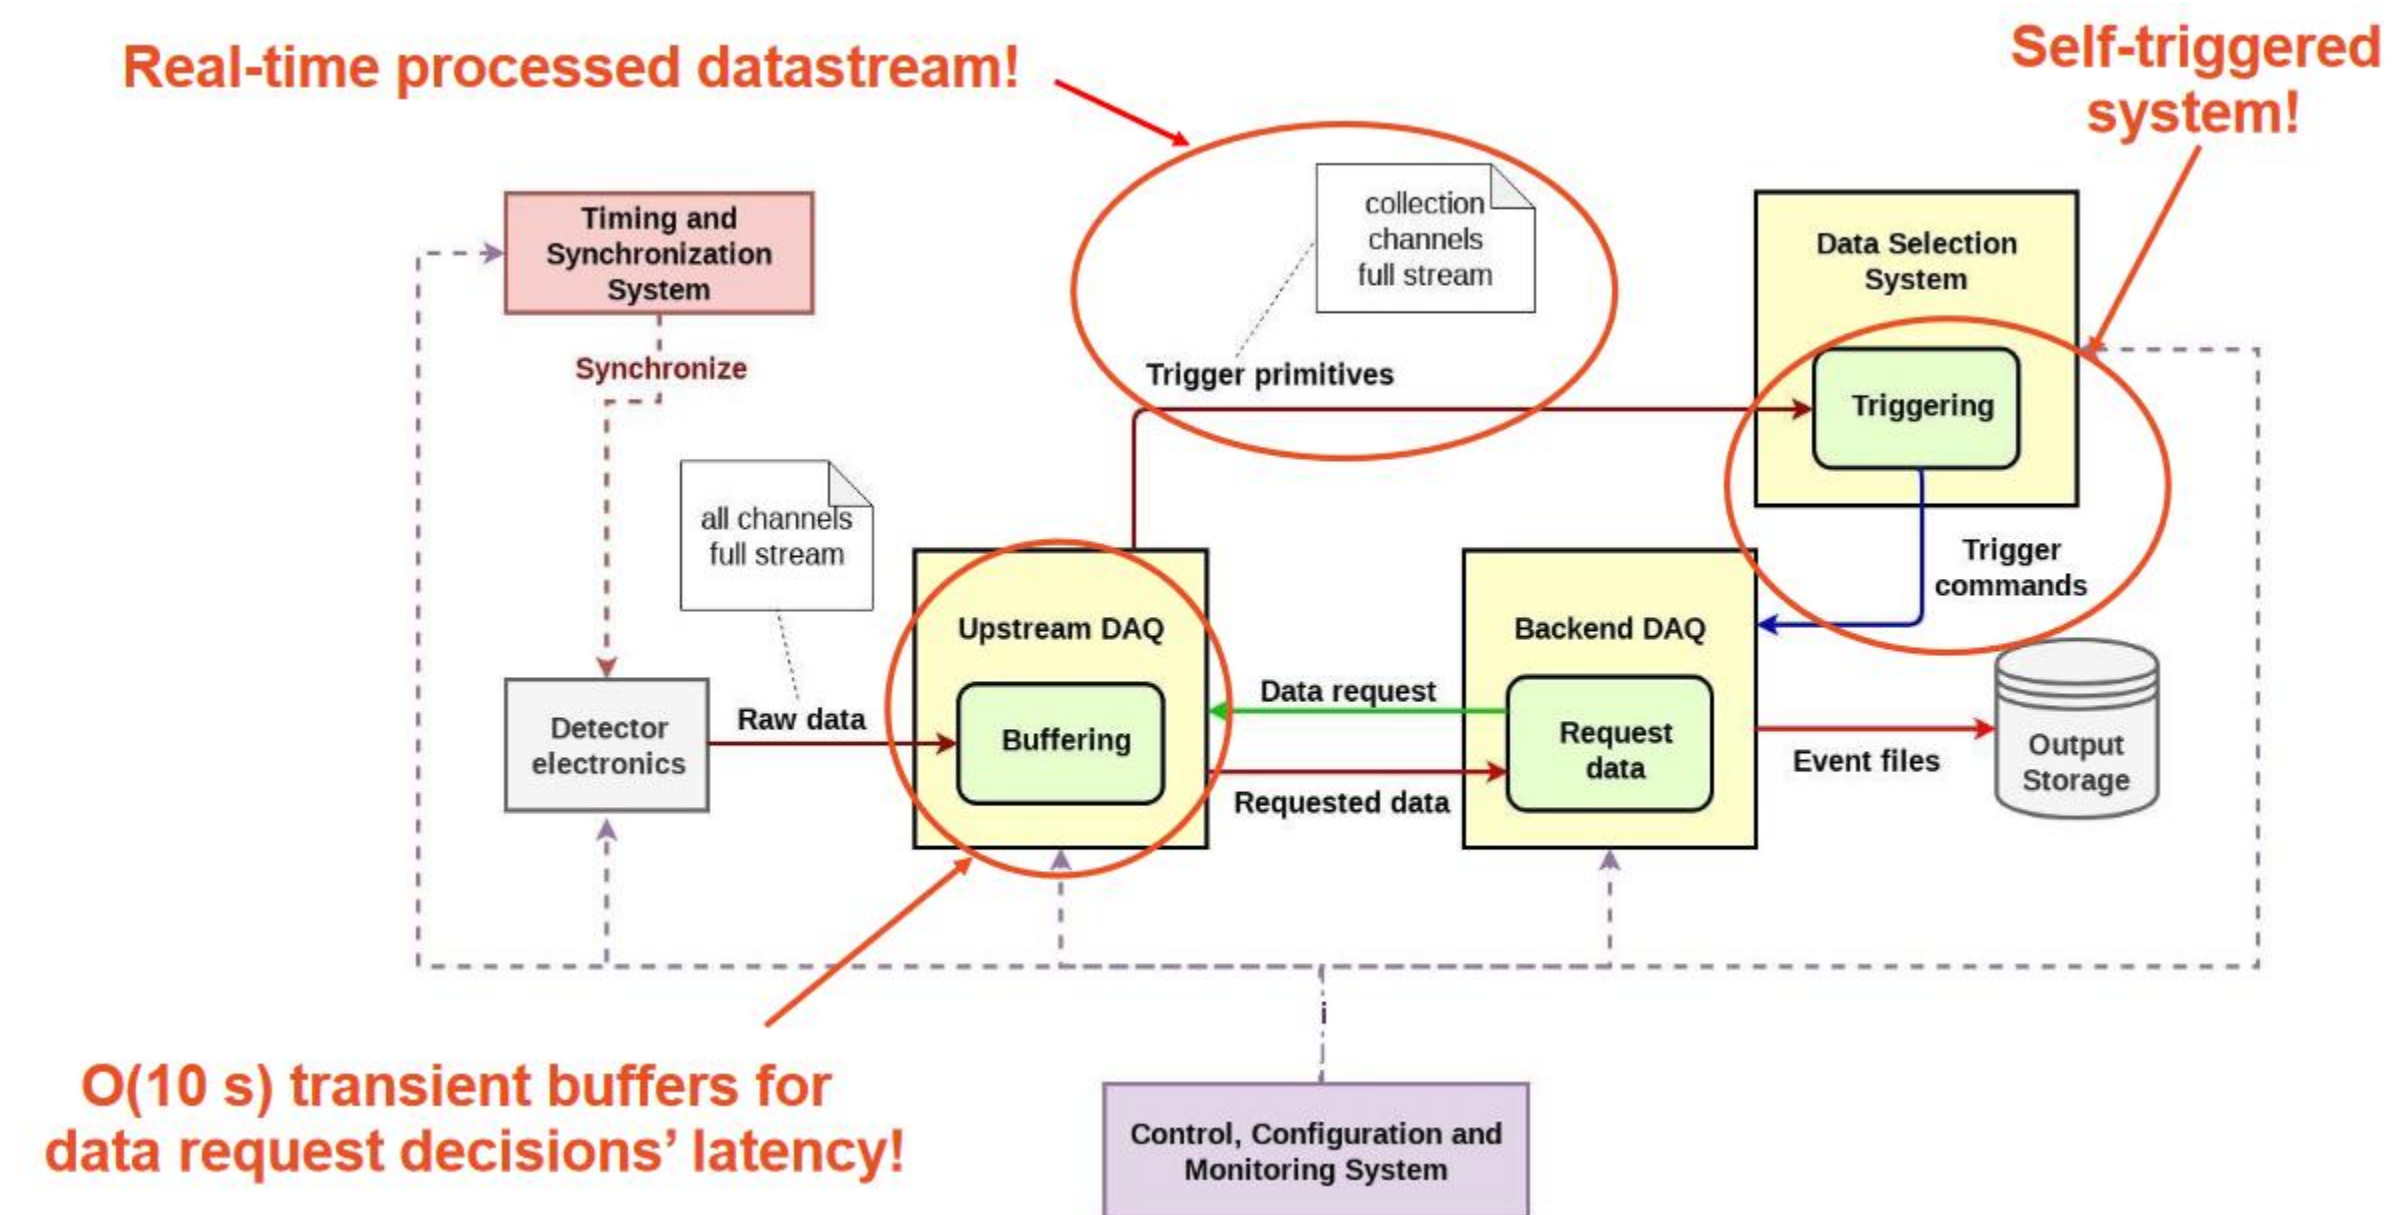 Real-time processed datastream!
Self-triggered
system!
collection
channels
full stream
Timing and
Synchronization
System
Data Selection
System
Synchronize
Trigger primitives
Triggering
all channels
full stream
Trigger
commands
Upstream DAQ
Backend DAQ
Data request
Raw data
Detector
electronics
Buffering
Request
data
Output
Storage
Event files
Requested data
O(10 s) transient buffers for
data request decisions’ latency!
Control, Configuration and
Monitoring System